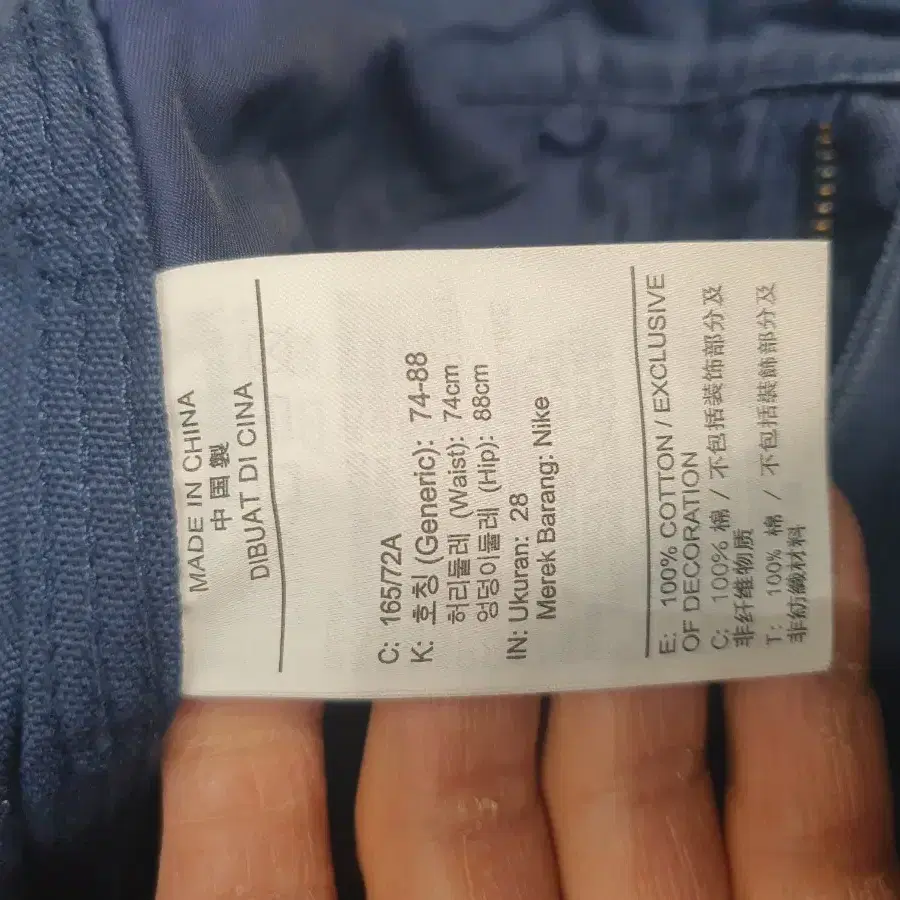 MADE IN CHINA
中国製
DIBUAT DI CINA
C: 165/72A
K: 호칭 (Generic): 74-88
허리둘레 (Waist): 74cm
엉덩이둘레 (Hip): 88cm
IN: Ukuran: 28
Merek Barang: Nike
E: 100% COTTON / EXCLUSIVE
OF DECORATION
C: 100% 棉 / 不包括装饰部分及
非纤维物质
T: 100% 棉 / 不包括裝飾部分及
非紡織材料